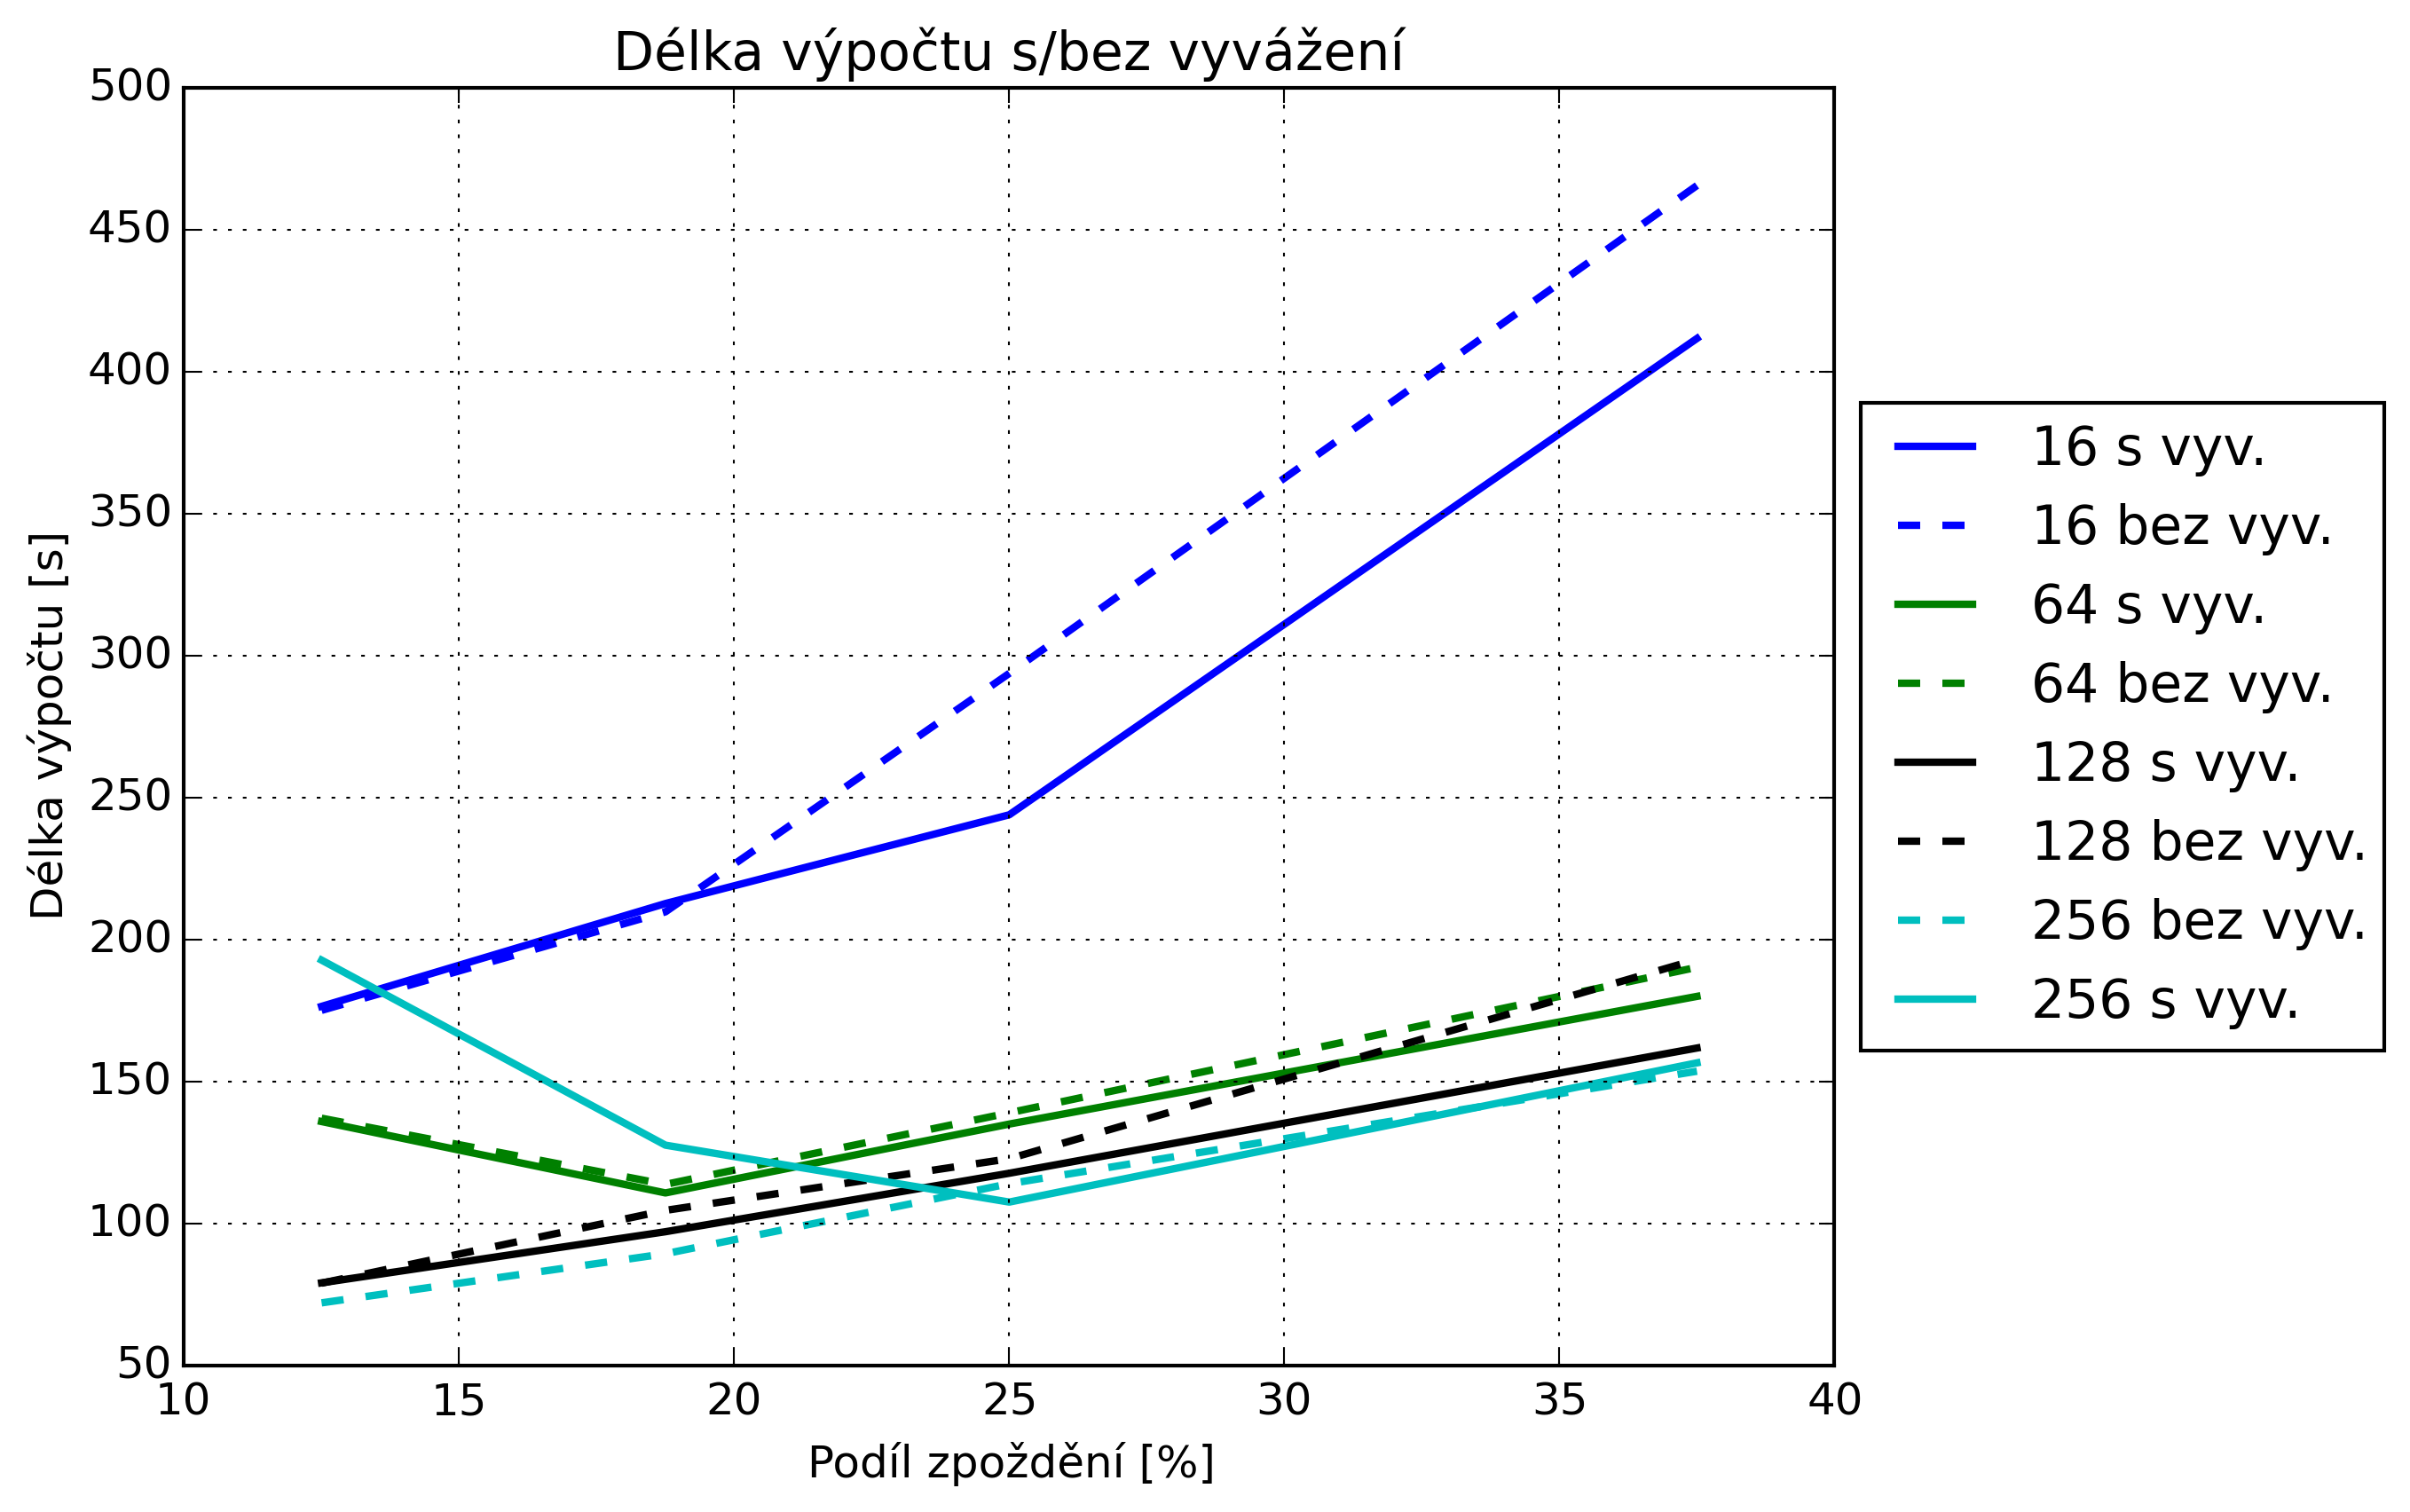 Délka výpočtu s/bez vyvážení
500
450
400
350
300
250
200
150
100
50
Délka výpočtu [s]
10 15 20 25 30 35 40
Podíl zpoždění [%]
16 s vyv.
16 bez vyv.
64 s vyv.
64 bez vyv.
128 s vyv.
128 bez vyv.
256 bez vyv.
256 s vyv.